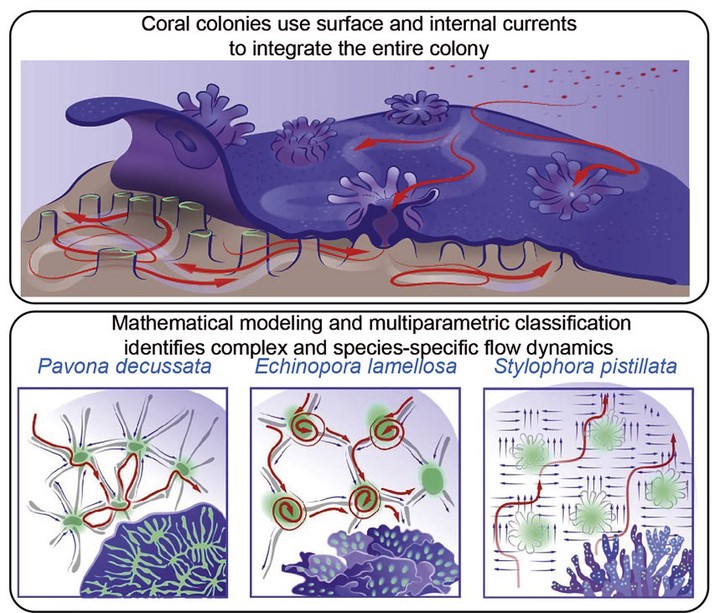 Coral colonies use surface and internal currents
to integrate the entire colony
Mathematical modeling and multiparametric classification
identifies complex and species-specific flow dynamics
Pavona decussata Echinopora lamellosa Stylophora pistillata